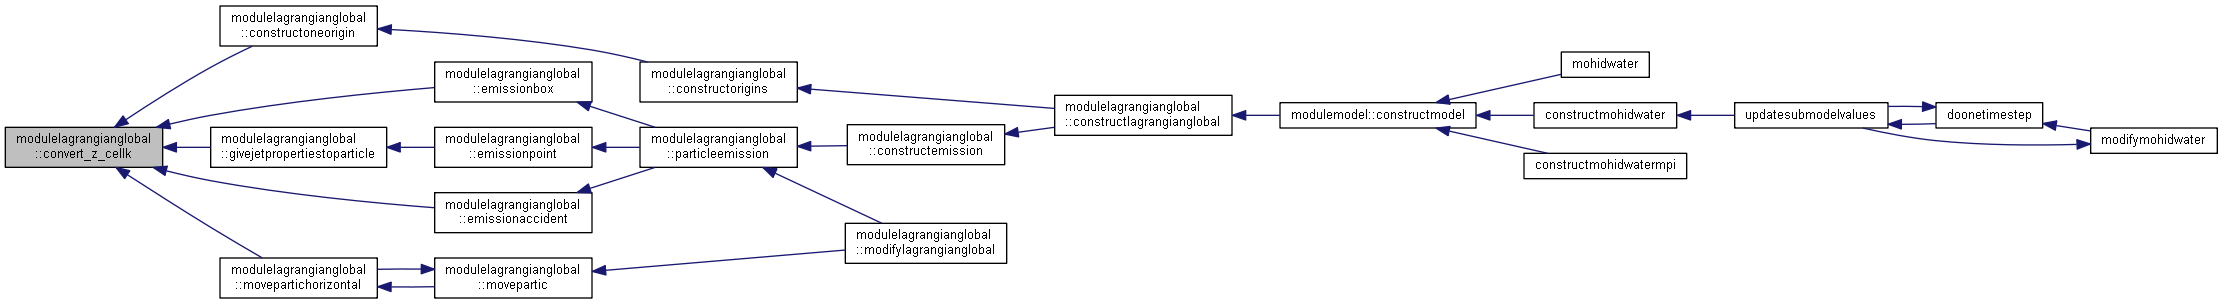 modulelagrangianglobal
::convert_z_cellk
modulelagrangianglobal
::constructoneorigin
modulelagrangianglobal
::givejetpropertiestoparticle
modulelagrangianglobal
::movepartichorizontal
modulelagrangianglobal
::emissionbox
modulelagrangianglobal
::emissionpoint
modulelagrangianglobal
::emissionaccident
modulelagrangianglobal
::movepartic
modulelagrangianglobal
::constructorigins
modulelagrangianglobal
::particleemission
modulelagrangianglobal
::constructemission
modulelagrangianglobal
::modifylagrangianglobal
modulelagrangianglobal
::constructlagrangianglobal
modulemodel::constructmodel
mohidwater
constructmohidwater
constructmohidwatermpi
updatesubmodelvalues
doonetimestep
modifymohidwater